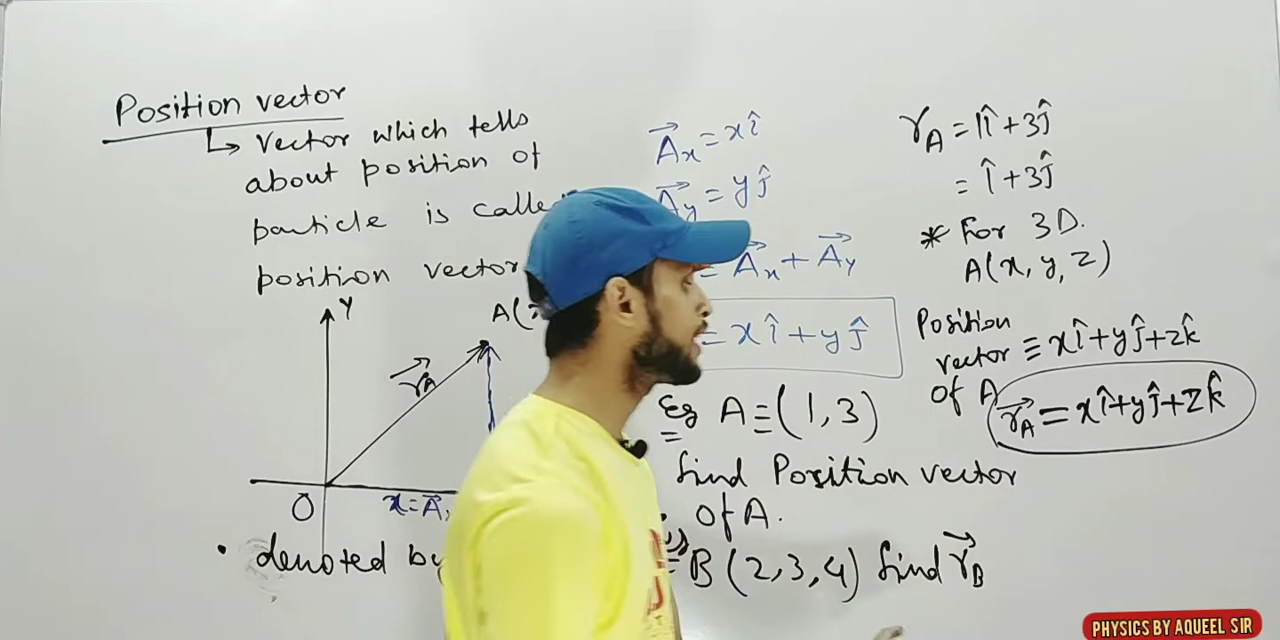 Position vector
↳ Vector which tells
about position of
particle is calle
position vector
Y
A(
r⃗A
O
x=A⃗
• denoted by
A⃗x = xî
A⃗y = yĵ
= A⃗x + A⃗y
= xî + yĵ
Eg A ≡ (1, 3)
find Position vector
of A.
B (2,3,4) find r⃗B
rA = 1î + 3ĵ
= î + 3ĵ
* For 3D.
A(x, y, z)
Position
vector ≡ xî+yĵ+zk̂
of A
r⃗A = xî+yĵ+zk̂
PHYSICS BY AQUEEL SIR